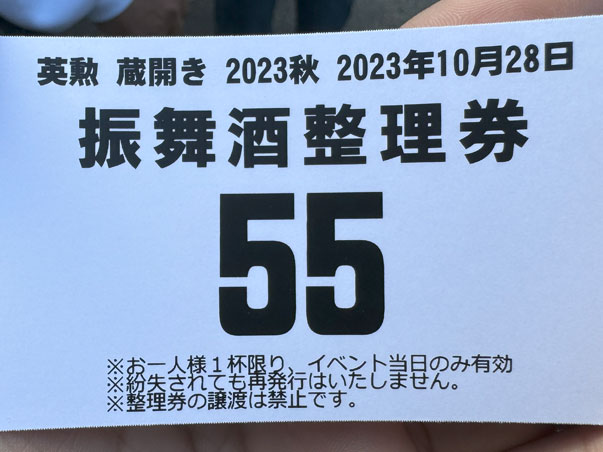 英勲 蔵開き 2023秋 2023年10月28日
振舞酒整理券
55
※お一人様１杯限り、イベント当日のみ有効
※紛失されても再発行はいたしません。
※整理券の譲渡は禁止です。